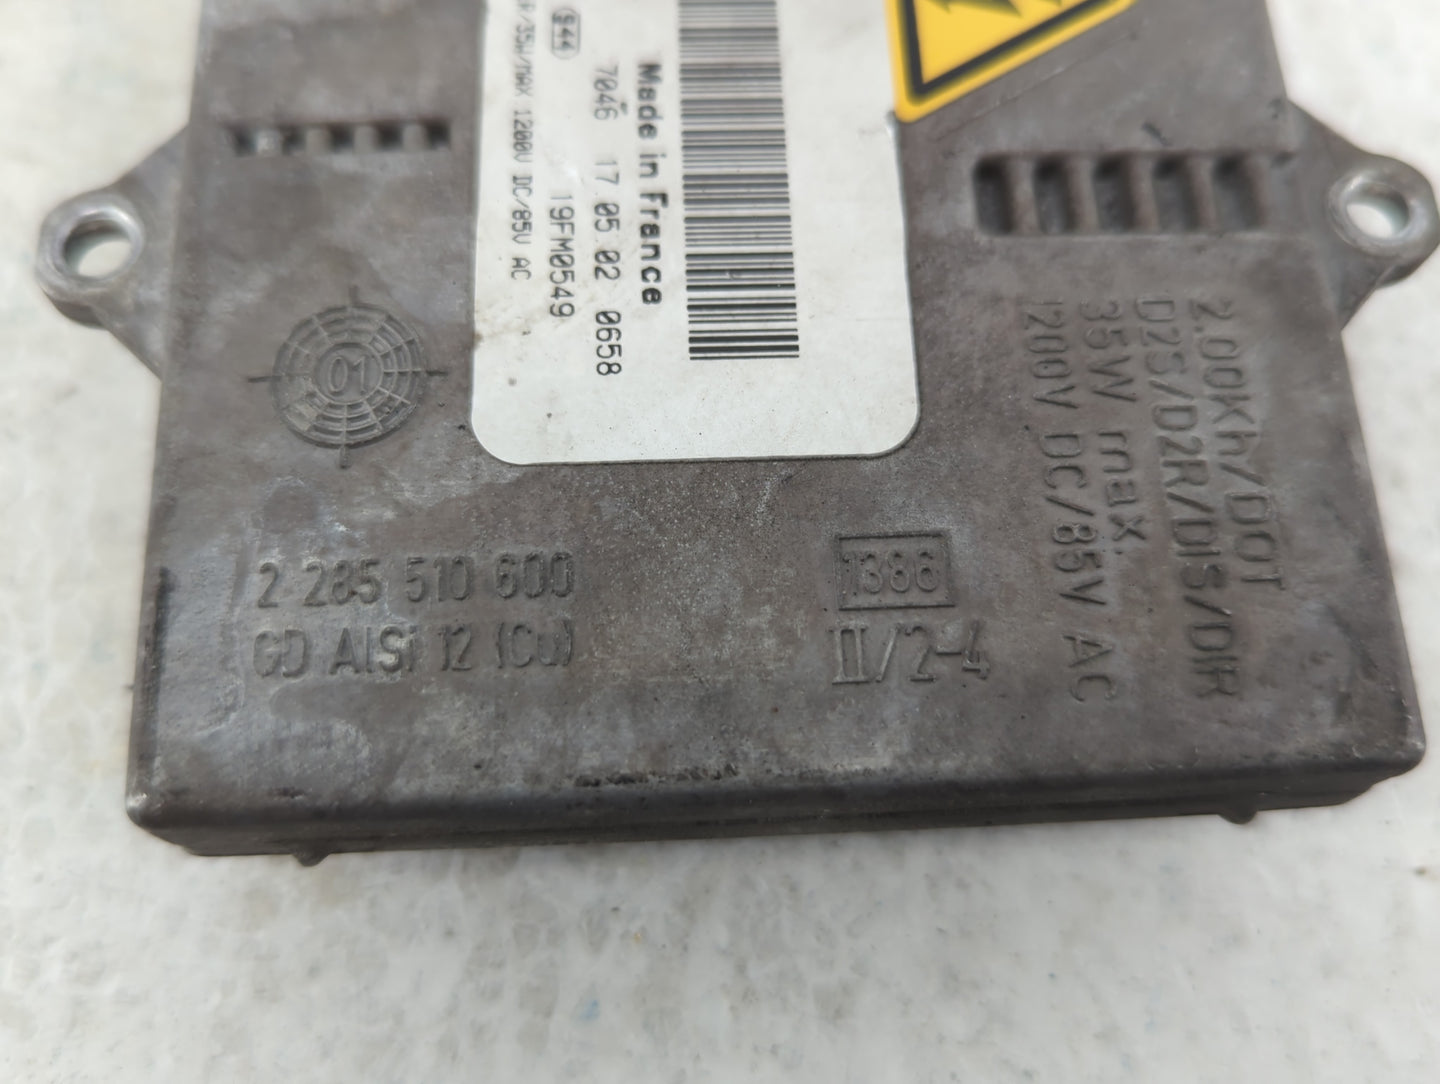 R/35W/MAX 1200V DC/85V AC
944
7046 17 05 02 0658
19FM0549
Made in France
01
2 285 510 600
GD AlSi 12 (Cu)
1386
II/2-4
2.00Kh/DOT
D2S/D2R/DIS/DIR
35W max.
1200V DC/85V AC